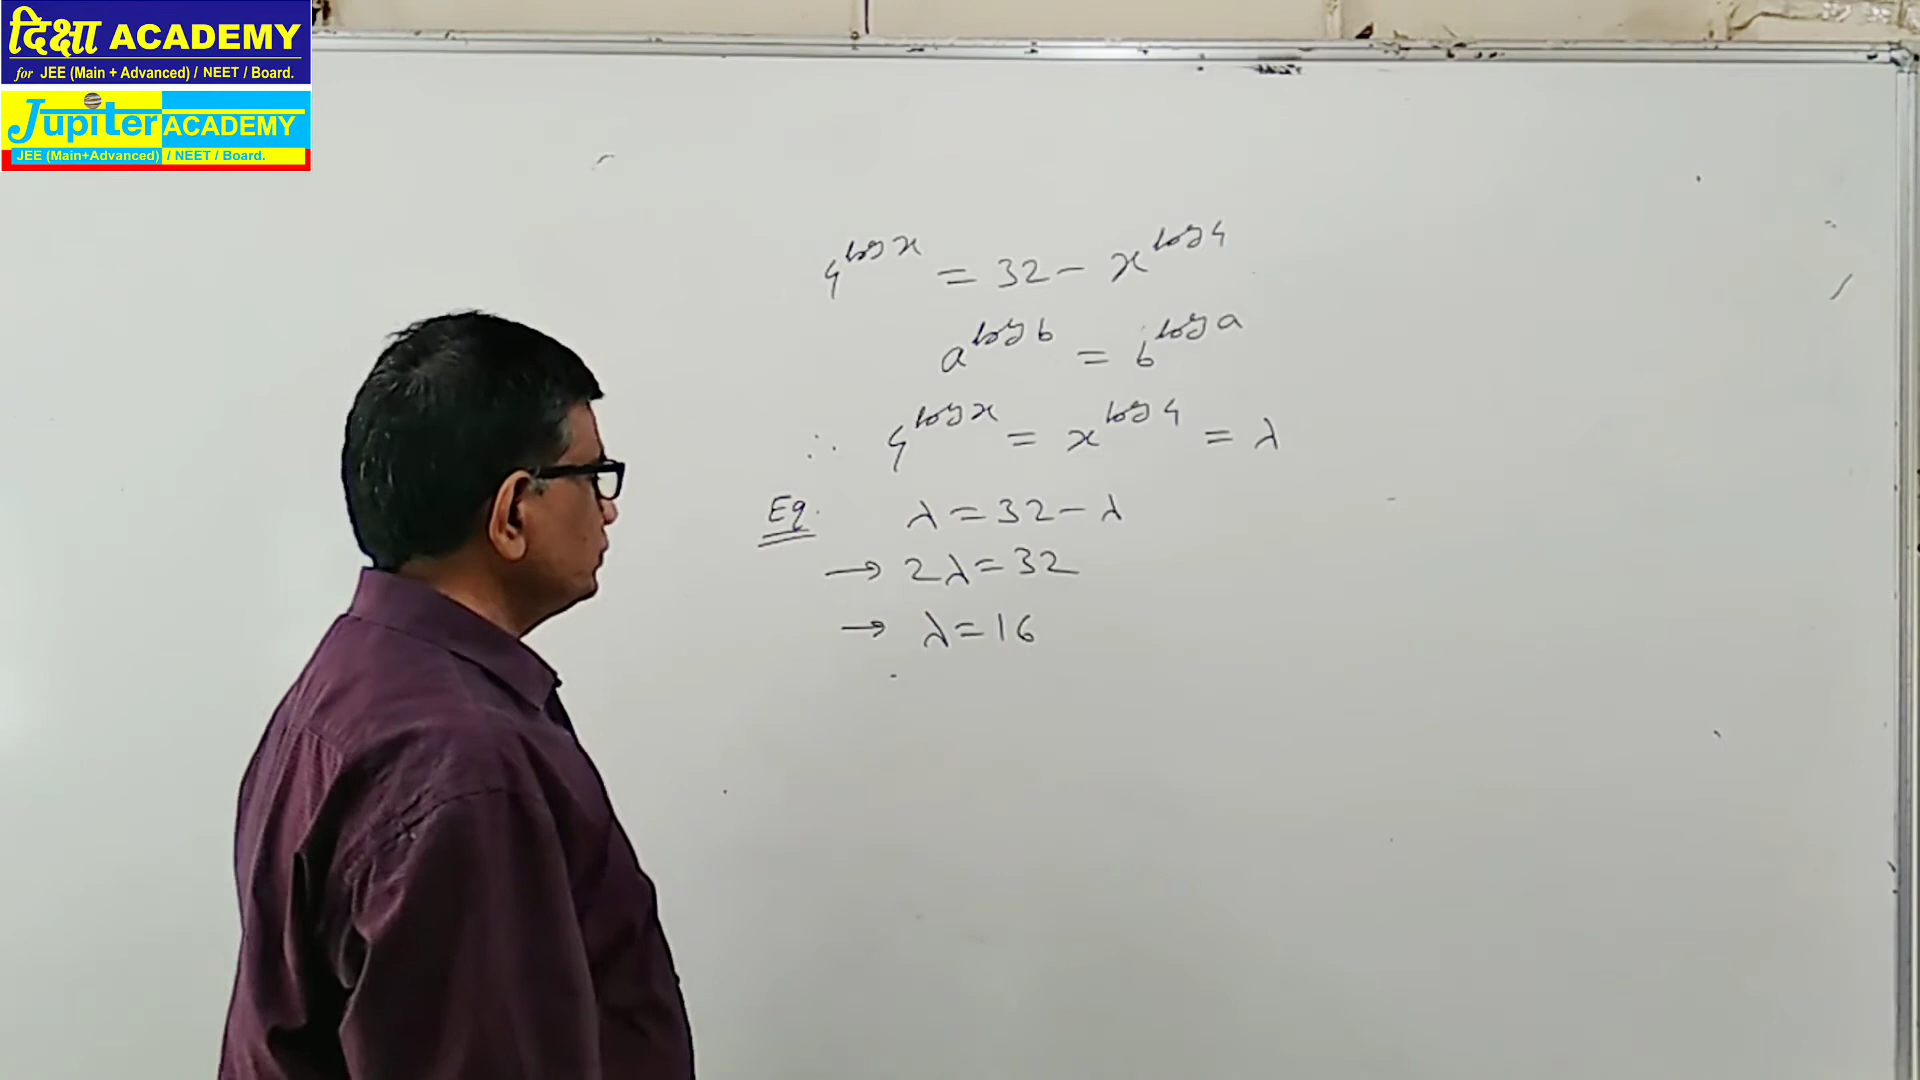 दिक्षा ACADEMY
for JEE (Main + Advanced) / NEET / Board.
Jupiter ACADEMY
JEE (Main+Advanced) / NEET / Board.
4^{log x} = 32 - x^{log 4}
a^{log b} = b^{log a}
∴ 4^{log x} = x^{log 4} = λ
Eq. λ = 32 - λ
→ 2λ = 32
→ λ = 16